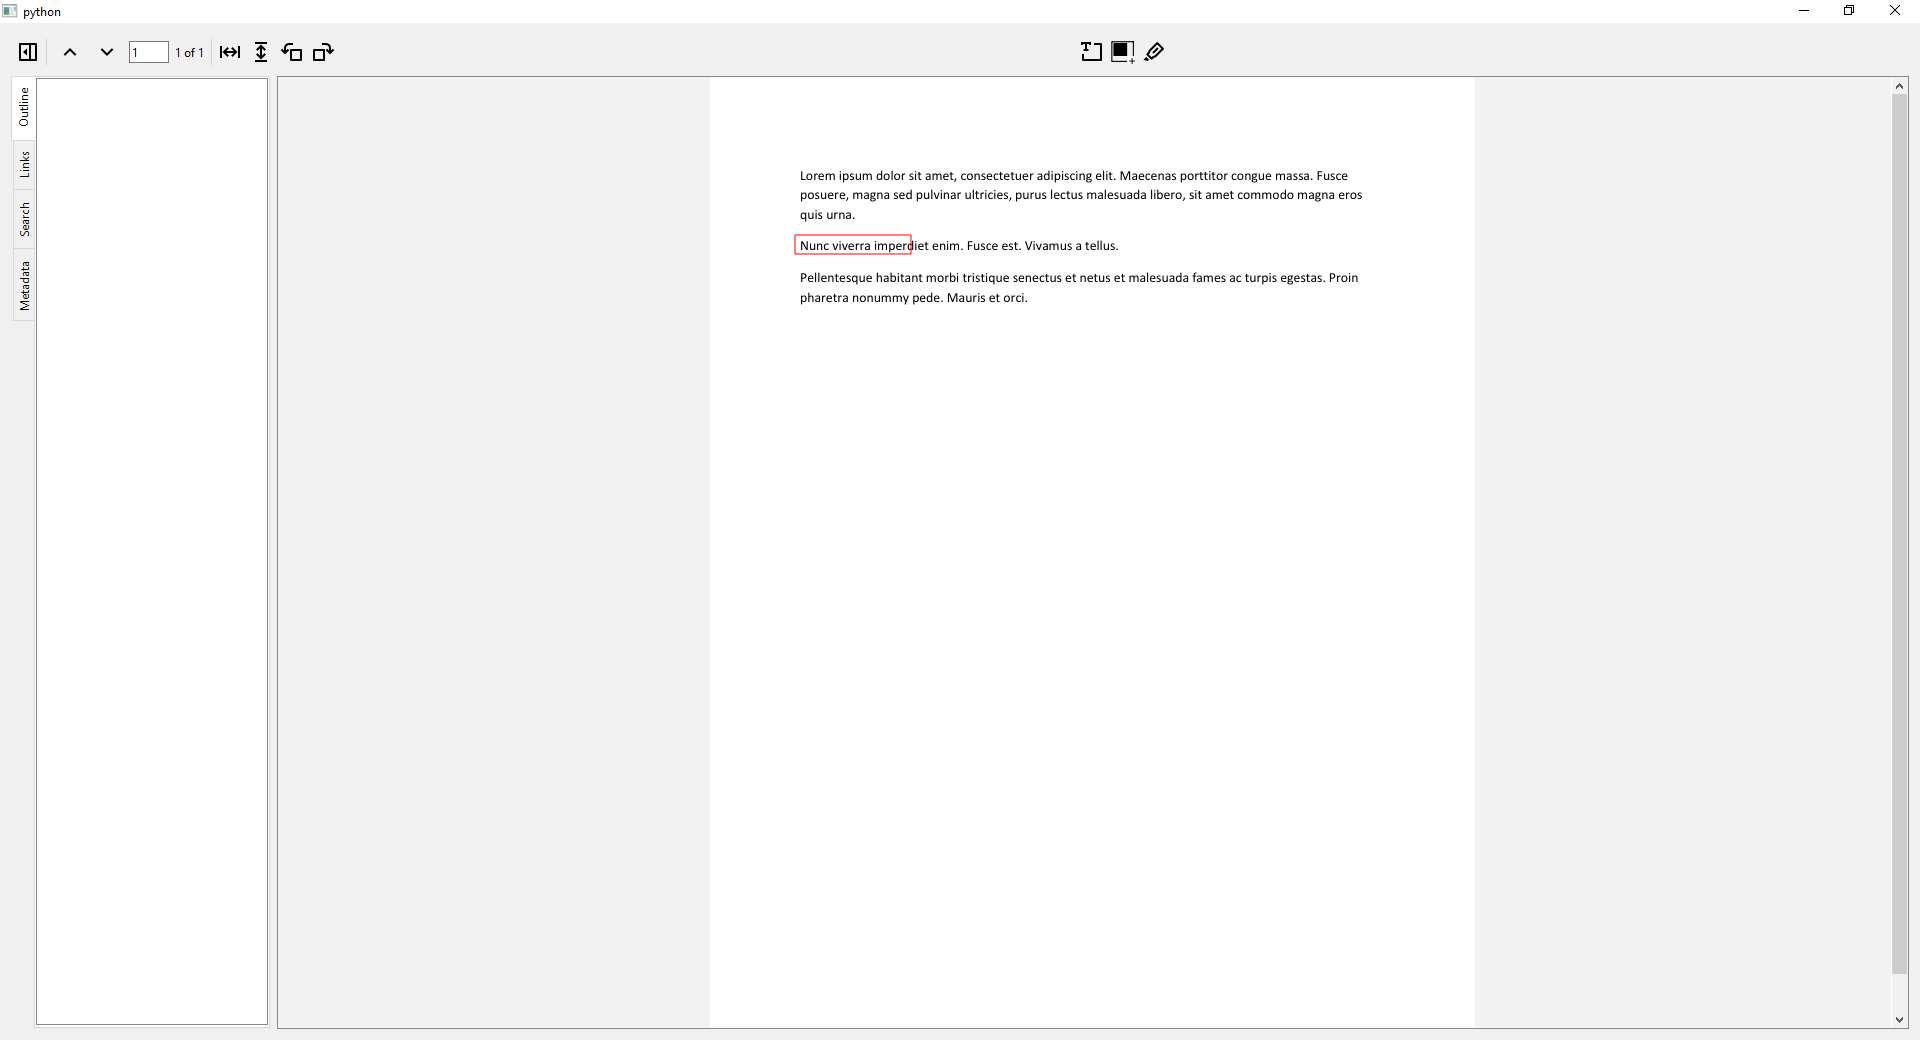 python
1
1 of 1
T
Outline
Links
Search
Metadata
Lorem ipsum dolor sit amet, consectetuer adipiscing elit. Maecenas porttitor congue massa. Fusce
posuere, magna sed pulvinar ultricies, purus lectus malesuada libero, sit amet commodo magna eros
quis urna.
Nunc viverra imperdiet enim. Fusce est. Vivamus a tellus.
Pellentesque habitant morbi tristique senectus et netus et malesuada fames ac turpis egestas. Proin
pharetra nonummy pede. Mauris et orci.